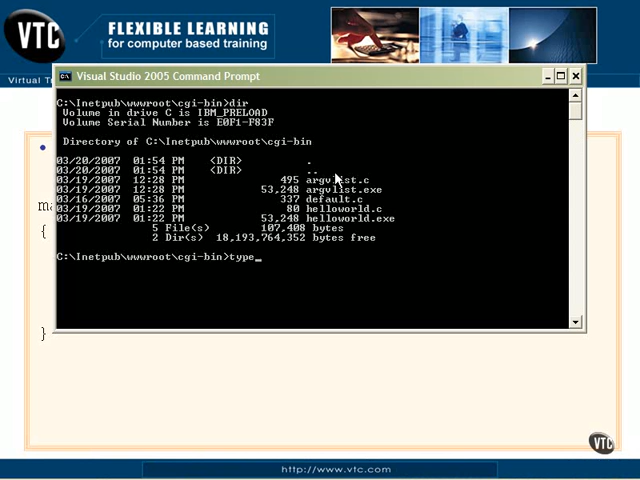 VTC
FLEXIBLE LEARNING
for computer based training
Virtual Tr
Visual Studio 2005 Command Prompt
C:\Inetpub\wwwroot\cgi-bin>dir
Volume in drive C is IBM_PRELOAD
Volume Serial Number is E0F1-F83F
Directory of C:\Inetpub\wwwroot\cgi-bin
03/20/2007 01:54 PM <DIR> .
03/20/2007 01:54 PM <DIR> ..
03/19/2007 12:28 PM 495 argvlist.c
03/19/2007 12:28 PM 53,248 argvlist.exe
03/16/2007 05:36 PM 337 default.c
03/19/2007 01:22 PM 80 helloworld.c
03/19/2007 01:22 PM 53,248 helloworld.exe
5 File(s) 107,408 bytes
2 Dir(s) 18,193,764,352 bytes free
C:\Inetpub\wwwroot\cgi-bin>type_
ma
{
}
VTC
http://www.vtc.com